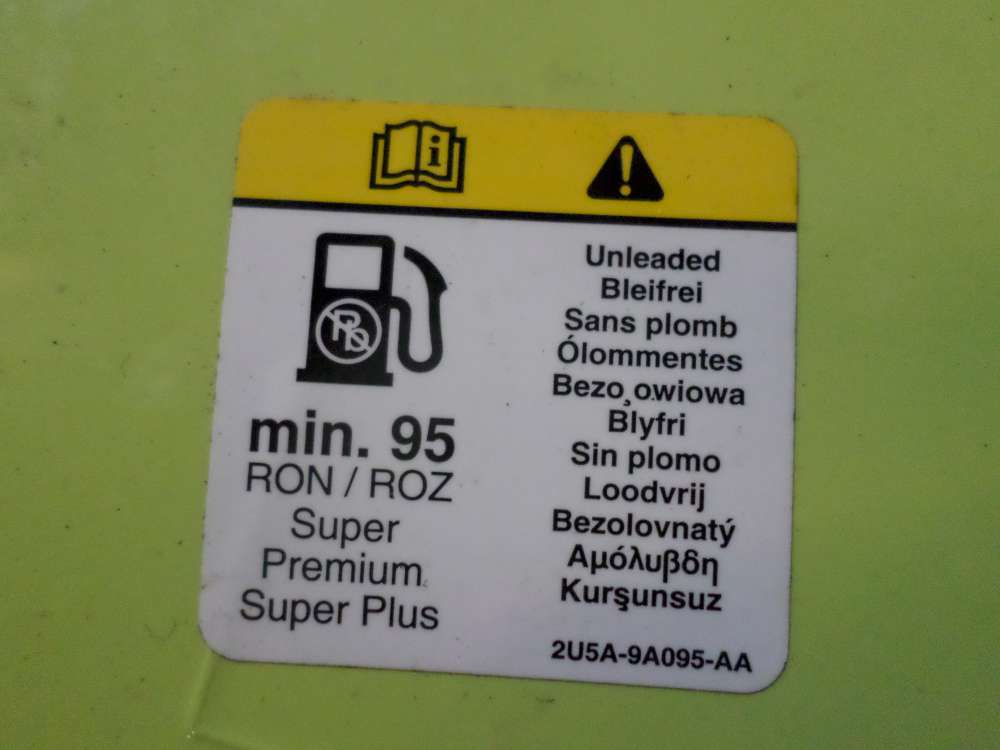 i
!
Pb
min. 95
RON / ROZ
Super
Premium
Super Plus
Unleaded
Bleifrei
Sans plomb
Ólommentes
Bezo¸owiowa
Blyfri
Sin plomo
Loodvrij
Bezolovnatý
Αμόλυβδη
Kurşunsuz
2U5A-9A095-AA